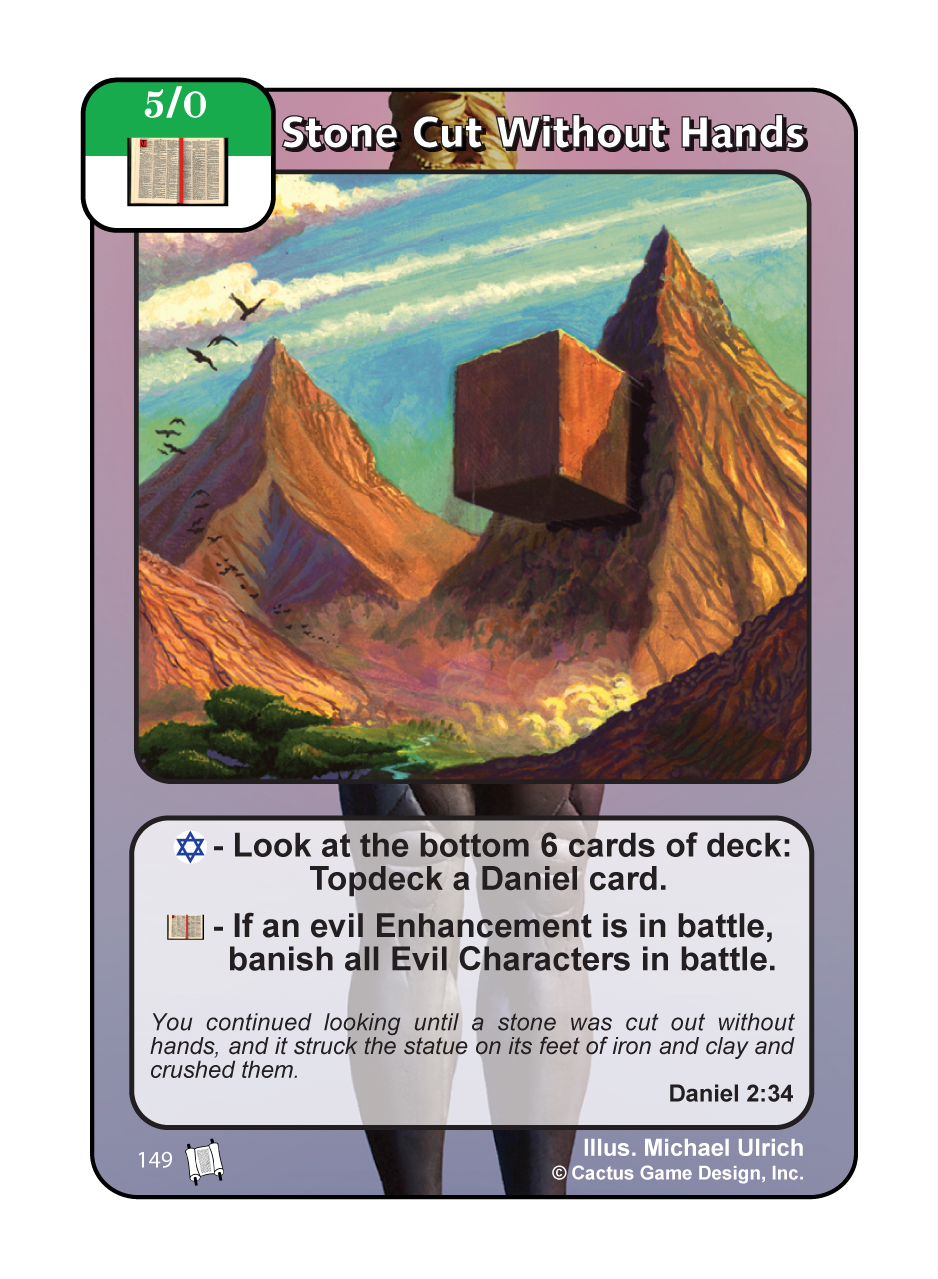 5/0
Stone Cut Without Hands
- Look at the bottom 6 cards of deck:
Topdeck a Daniel card.
- If an evil Enhancement is in battle,
banish all Evil Characters in battle.
You continued looking until a stone was cut out without
hands, and it struck the statue on its feet of iron and clay and
crushed them.
Daniel 2:34
149
Illus. Michael Ulrich
© Cactus Game Design, Inc.